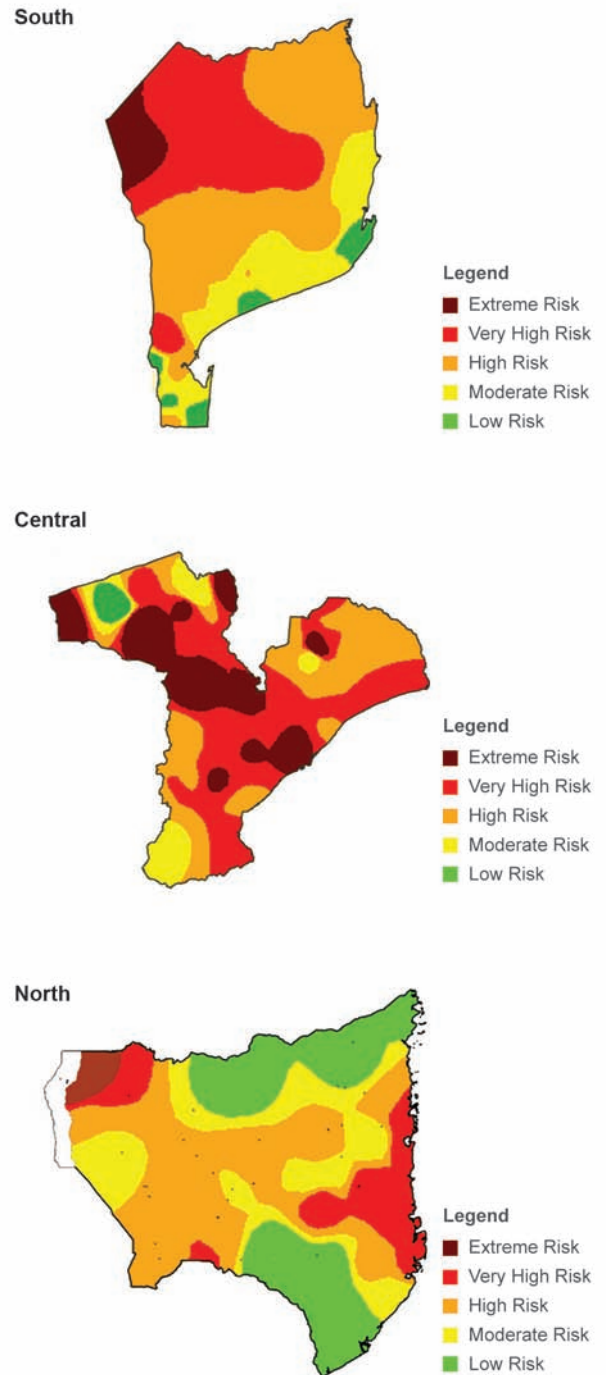 South
Legend
Extreme Risk
Very High Risk
High Risk
Moderate Risk
Low Risk
Central
Legend
Extreme Risk
Very High Risk
High Risk
Moderate Risk
Low Risk
North
Legend
Extreme Risk
Very High Risk
High Risk
Moderate Risk
Low Risk